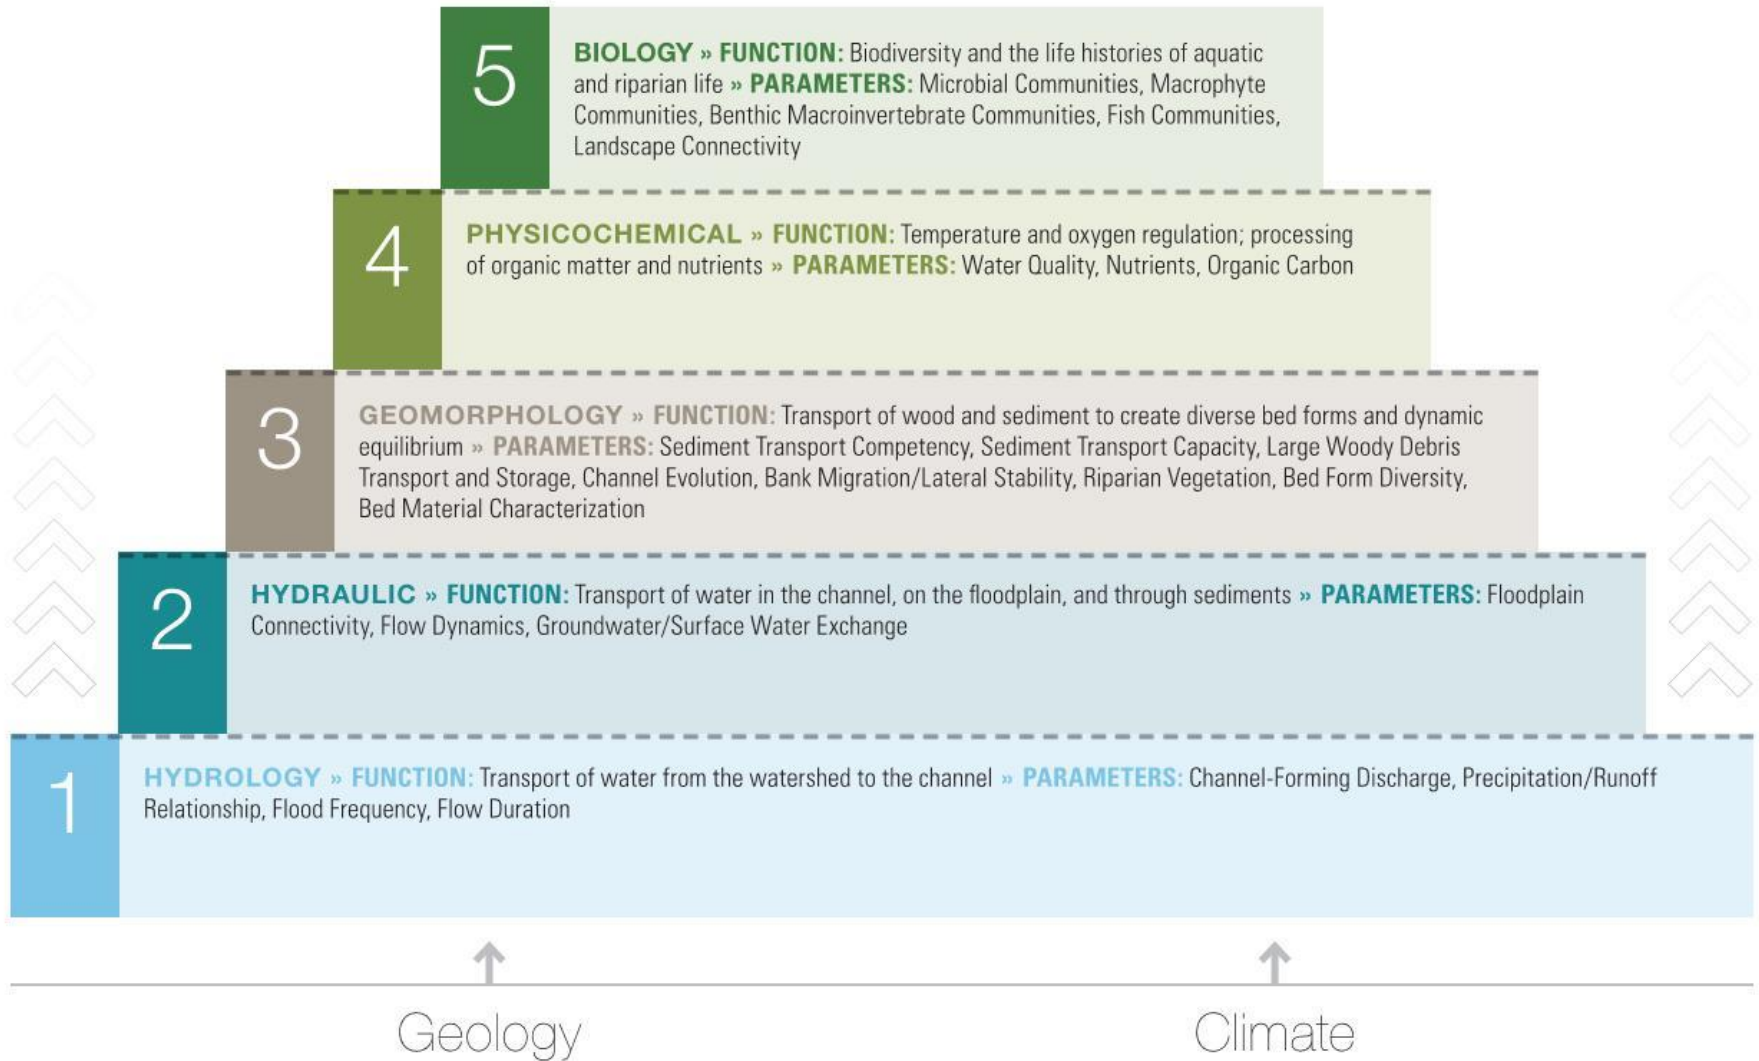 5
BIOLOGY » FUNCTION: Biodiversity and the life histories of aquatic
and riparian life » PARAMETERS: Microbial Communities, Macrophyte
Communities, Benthic Macroinvertebrate Communities, Fish Communities,
Landscape Connectivity
4
PHYSICOCHEMICAL » FUNCTION: Temperature and oxygen regulation; processing
of organic matter and nutrients » PARAMETERS: Water Quality, Nutrients, Organic Carbon
3
GEOMORPHOLOGY » FUNCTION: Transport of wood and sediment to create diverse bed forms and dynamic
equilibrium » PARAMETERS: Sediment Transport Competency, Sediment Transport Capacity, Large Woody Debris
Transport and Storage, Channel Evolution, Bank Migration/Lateral Stability, Riparian Vegetation, Bed Form Diversity,
Bed Material Characterization
2
HYDRAULIC » FUNCTION: Transport of water in the channel, on the floodplain, and through sediments » PARAMETERS: Floodplain
Connectivity, Flow Dynamics, Groundwater/Surface Water Exchange
1
HYDROLOGY » FUNCTION: Transport of water from the watershed to the channel » PARAMETERS: Channel-Forming Discharge, Precipitation/Runoff
Relationship, Flood Frequency, Flow Duration
Geology
Climate